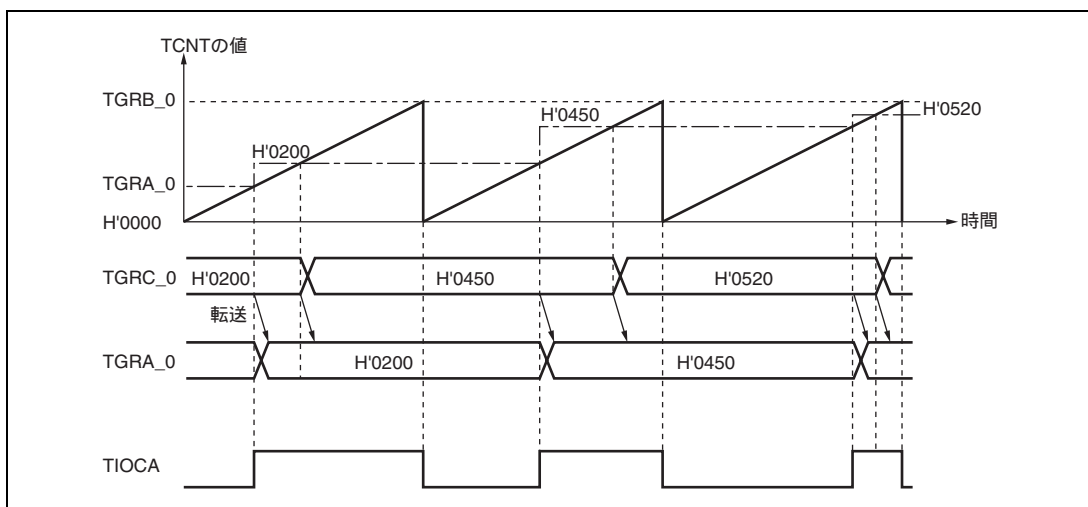 TCNTの値
TGRB_0
H'0520
H'0450
H'0200
TGRA_0
H'0000
時間
TGRC_0
H'0200
H'0450
H'0520
転送
TGRA_0
H'0200
H'0450
TIOCA